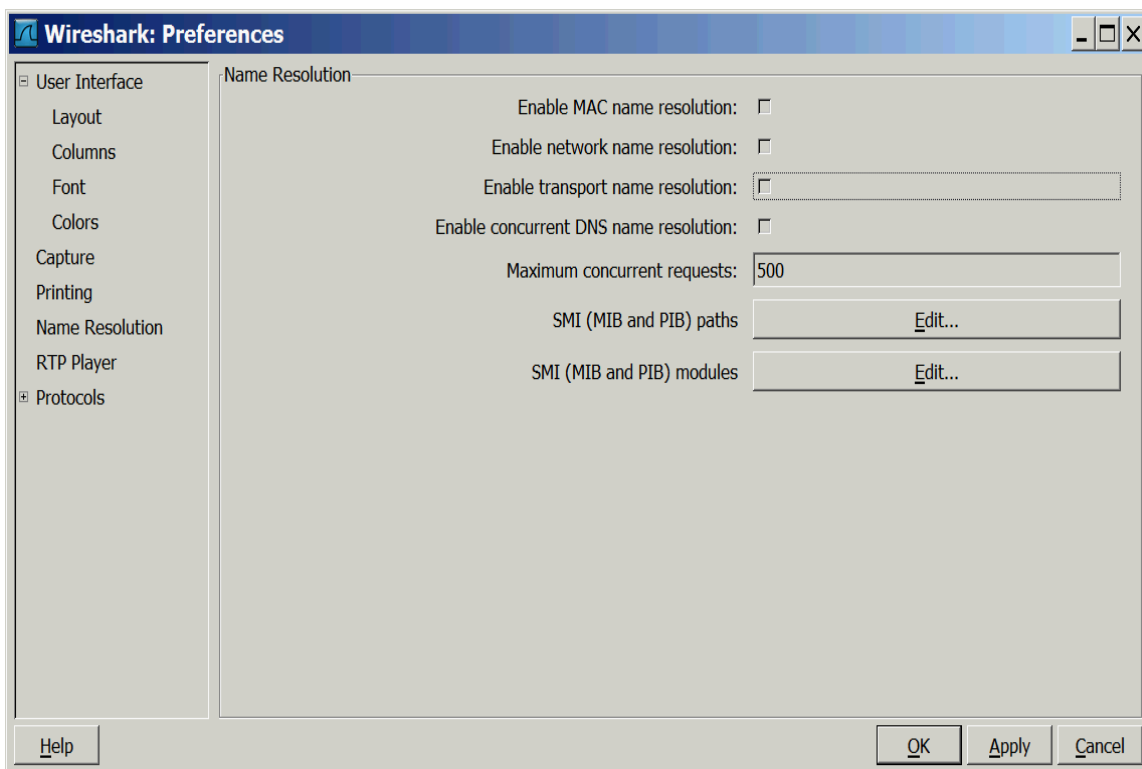 Wireshark: Preferences
User Interface
Layout
Columns
Font
Colors
Capture
Printing
Name Resolution
RTP Player
Protocols
Name Resolution
Enable MAC name resolution:
Enable network name resolution:
Enable transport name resolution:
Enable concurrent DNS name resolution:
Maximum concurrent requests: 500
SMI (MIB and PIB) paths Edit...
SMI (MIB and PIB) modules Edit...
Help OK Apply Cancel